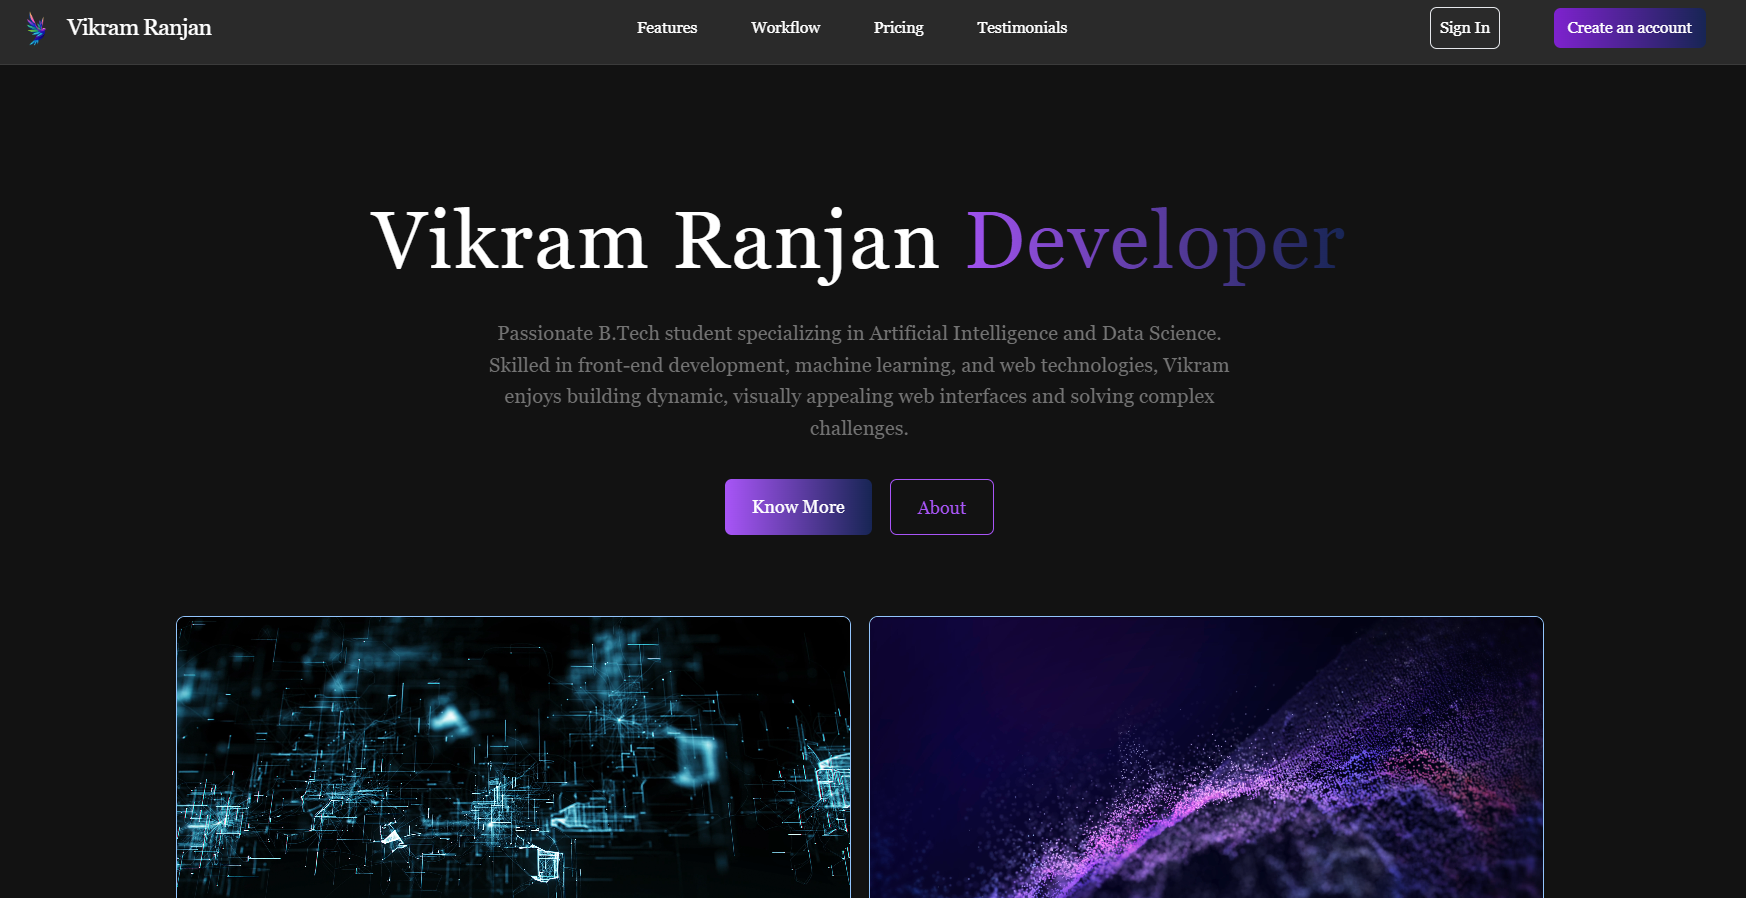 Vikram Ranjan
Features
Workflow
Pricing
Testimonials
Sign In
Create an account
Vikram Ranjan Developer
Passionate B.Tech student specializing in Artificial Intelligence and Data Science.
Skilled in front-end development, machine learning, and web technologies, Vikram
enjoys building dynamic, visually appealing web interfaces and solving complex
challenges.
Know More
About